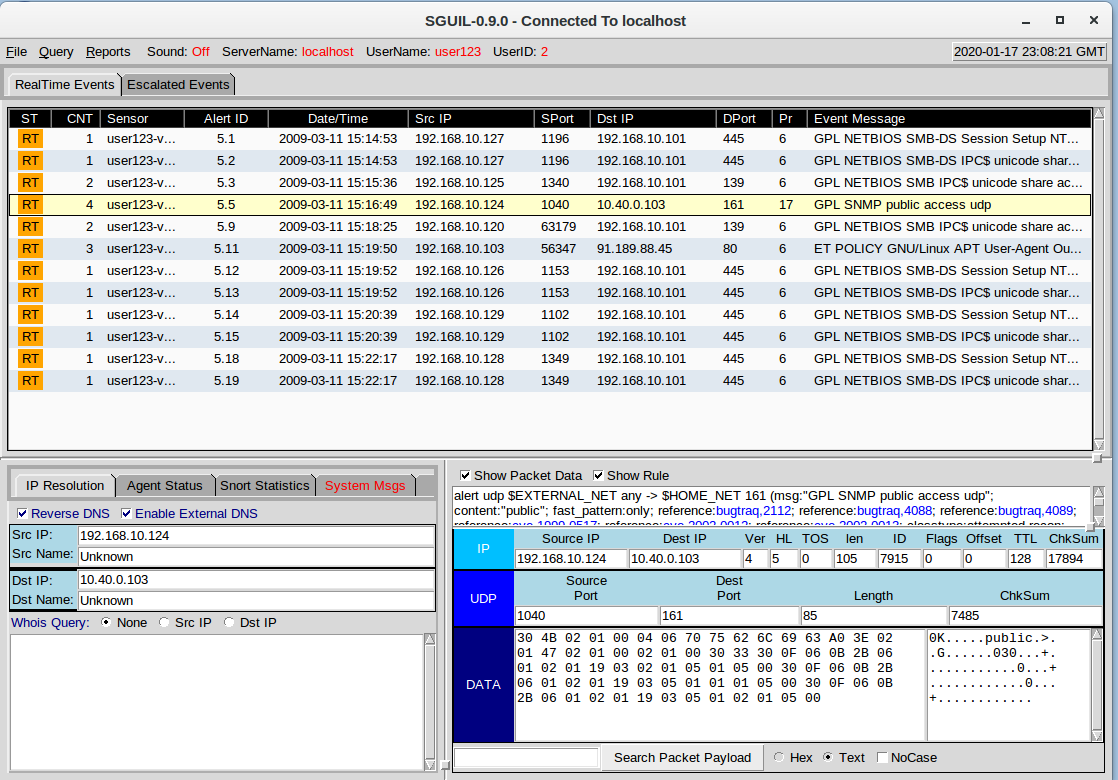 SGUIL-0.9.0 - Connected To localhost
File Query Reports Sound: Off ServerName: localhost UserName: user123 UserID: 2 2020-01-17 23:08:21 GMT
RealTime Events Escalated Events
ST CNT Sensor Alert ID Date/Time Src IP SPort Dst IP DPort Pr Event Message
RT 1 user123-v... 5.1 2009-03-11 15:14:53 192.168.10.127 1196 192.168.10.101 445 6 GPL NETBIOS SMB-DS Session Setup NT...
RT 1 user123-v... 5.2 2009-03-11 15:14:53 192.168.10.127 1196 192.168.10.101 445 6 GPL NETBIOS SMB-DS IPC$ unicode shar...
RT 2 user123-v... 5.3 2009-03-11 15:15:36 192.168.10.125 1340 192.168.10.101 139 6 GPL NETBIOS SMB IPC$ unicode share ac...
RT 4 user123-v... 5.5 2009-03-11 15:16:49 192.168.10.124 1040 10.40.0.103 161 17 GPL SNMP public access udp
RT 2 user123-v... 5.9 2009-03-11 15:18:25 192.168.10.120 63179 192.168.10.101 139 6 GPL NETBIOS SMB IPC$ unicode share ac...
RT 3 user123-v... 5.11 2009-03-11 15:19:50 192.168.10.103 56347 91.189.88.45 80 6 ET POLICY GNU/Linux APT User-Agent Ou...
RT 1 user123-v... 5.12 2009-03-11 15:19:52 192.168.10.126 1153 192.168.10.101 445 6 GPL NETBIOS SMB-DS Session Setup NT...
RT 1 user123-v... 5.13 2009-03-11 15:19:52 192.168.10.126 1153 192.168.10.101 445 6 GPL NETBIOS SMB-DS IPC$ unicode shar...
RT 1 user123-v... 5.14 2009-03-11 15:20:39 192.168.10.129 1102 192.168.10.101 445 6 GPL NETBIOS SMB-DS Session Setup NT...
RT 1 user123-v... 5.15 2009-03-11 15:20:39 192.168.10.129 1102 192.168.10.101 445 6 GPL NETBIOS SMB-DS IPC$ unicode shar...
RT 1 user123-v... 5.18 2009-03-11 15:22:17 192.168.10.128 1349 192.168.10.101 445 6 GPL NETBIOS SMB-DS Session Setup NT...
RT 1 user123-v... 5.19 2009-03-11 15:22:17 192.168.10.128 1349 192.168.10.101 445 6 GPL NETBIOS SMB-DS IPC$ unicode shar...
IP Resolution Agent Status Snort Statistics System Msgs
Reverse DNS Enable External DNS
Src IP: 192.168.10.124
Src Name: Unknown
Dst IP: 10.40.0.103
Dst Name: Unknown
Whois Query: None Src IP Dst IP
Show Packet Data Show Rule
alert udp $EXTERNAL_NET any -> $HOME_NET 161 (msg:"GPL SNMP public access udp";
content:"public"; fast_pattern:only; reference:bugtraq,2112; reference:bugtraq,4088; reference:bugtraq,4089;
IP Source IP Dest IP Ver HL TOS len ID Flags Offset TTL ChkSum
192.168.10.124 10.40.0.103 4 5 0 105 7915 0 0 128 17894
UDP Source Port Dest Port Length ChkSum
1040 161 85 7485
DATA
30 4B 02 01 00 04 06 70 75 62 6C 69 63 A0 3E 02 0K.....public.>.
01 47 02 01 00 02 01 00 30 33 30 0F 06 0B 2B 06 .G......030...+.
01 02 01 19 03 02 01 05 01 05 00 30 0F 06 0B 2B ...........0...+
06 01 02 01 19 03 05 01 01 01 05 00 30 0F 06 0B ............0...
2B 06 01 02 01 19 03 05 01 02 01 05 00 +............
Search Packet Payload Hex Text NoCase